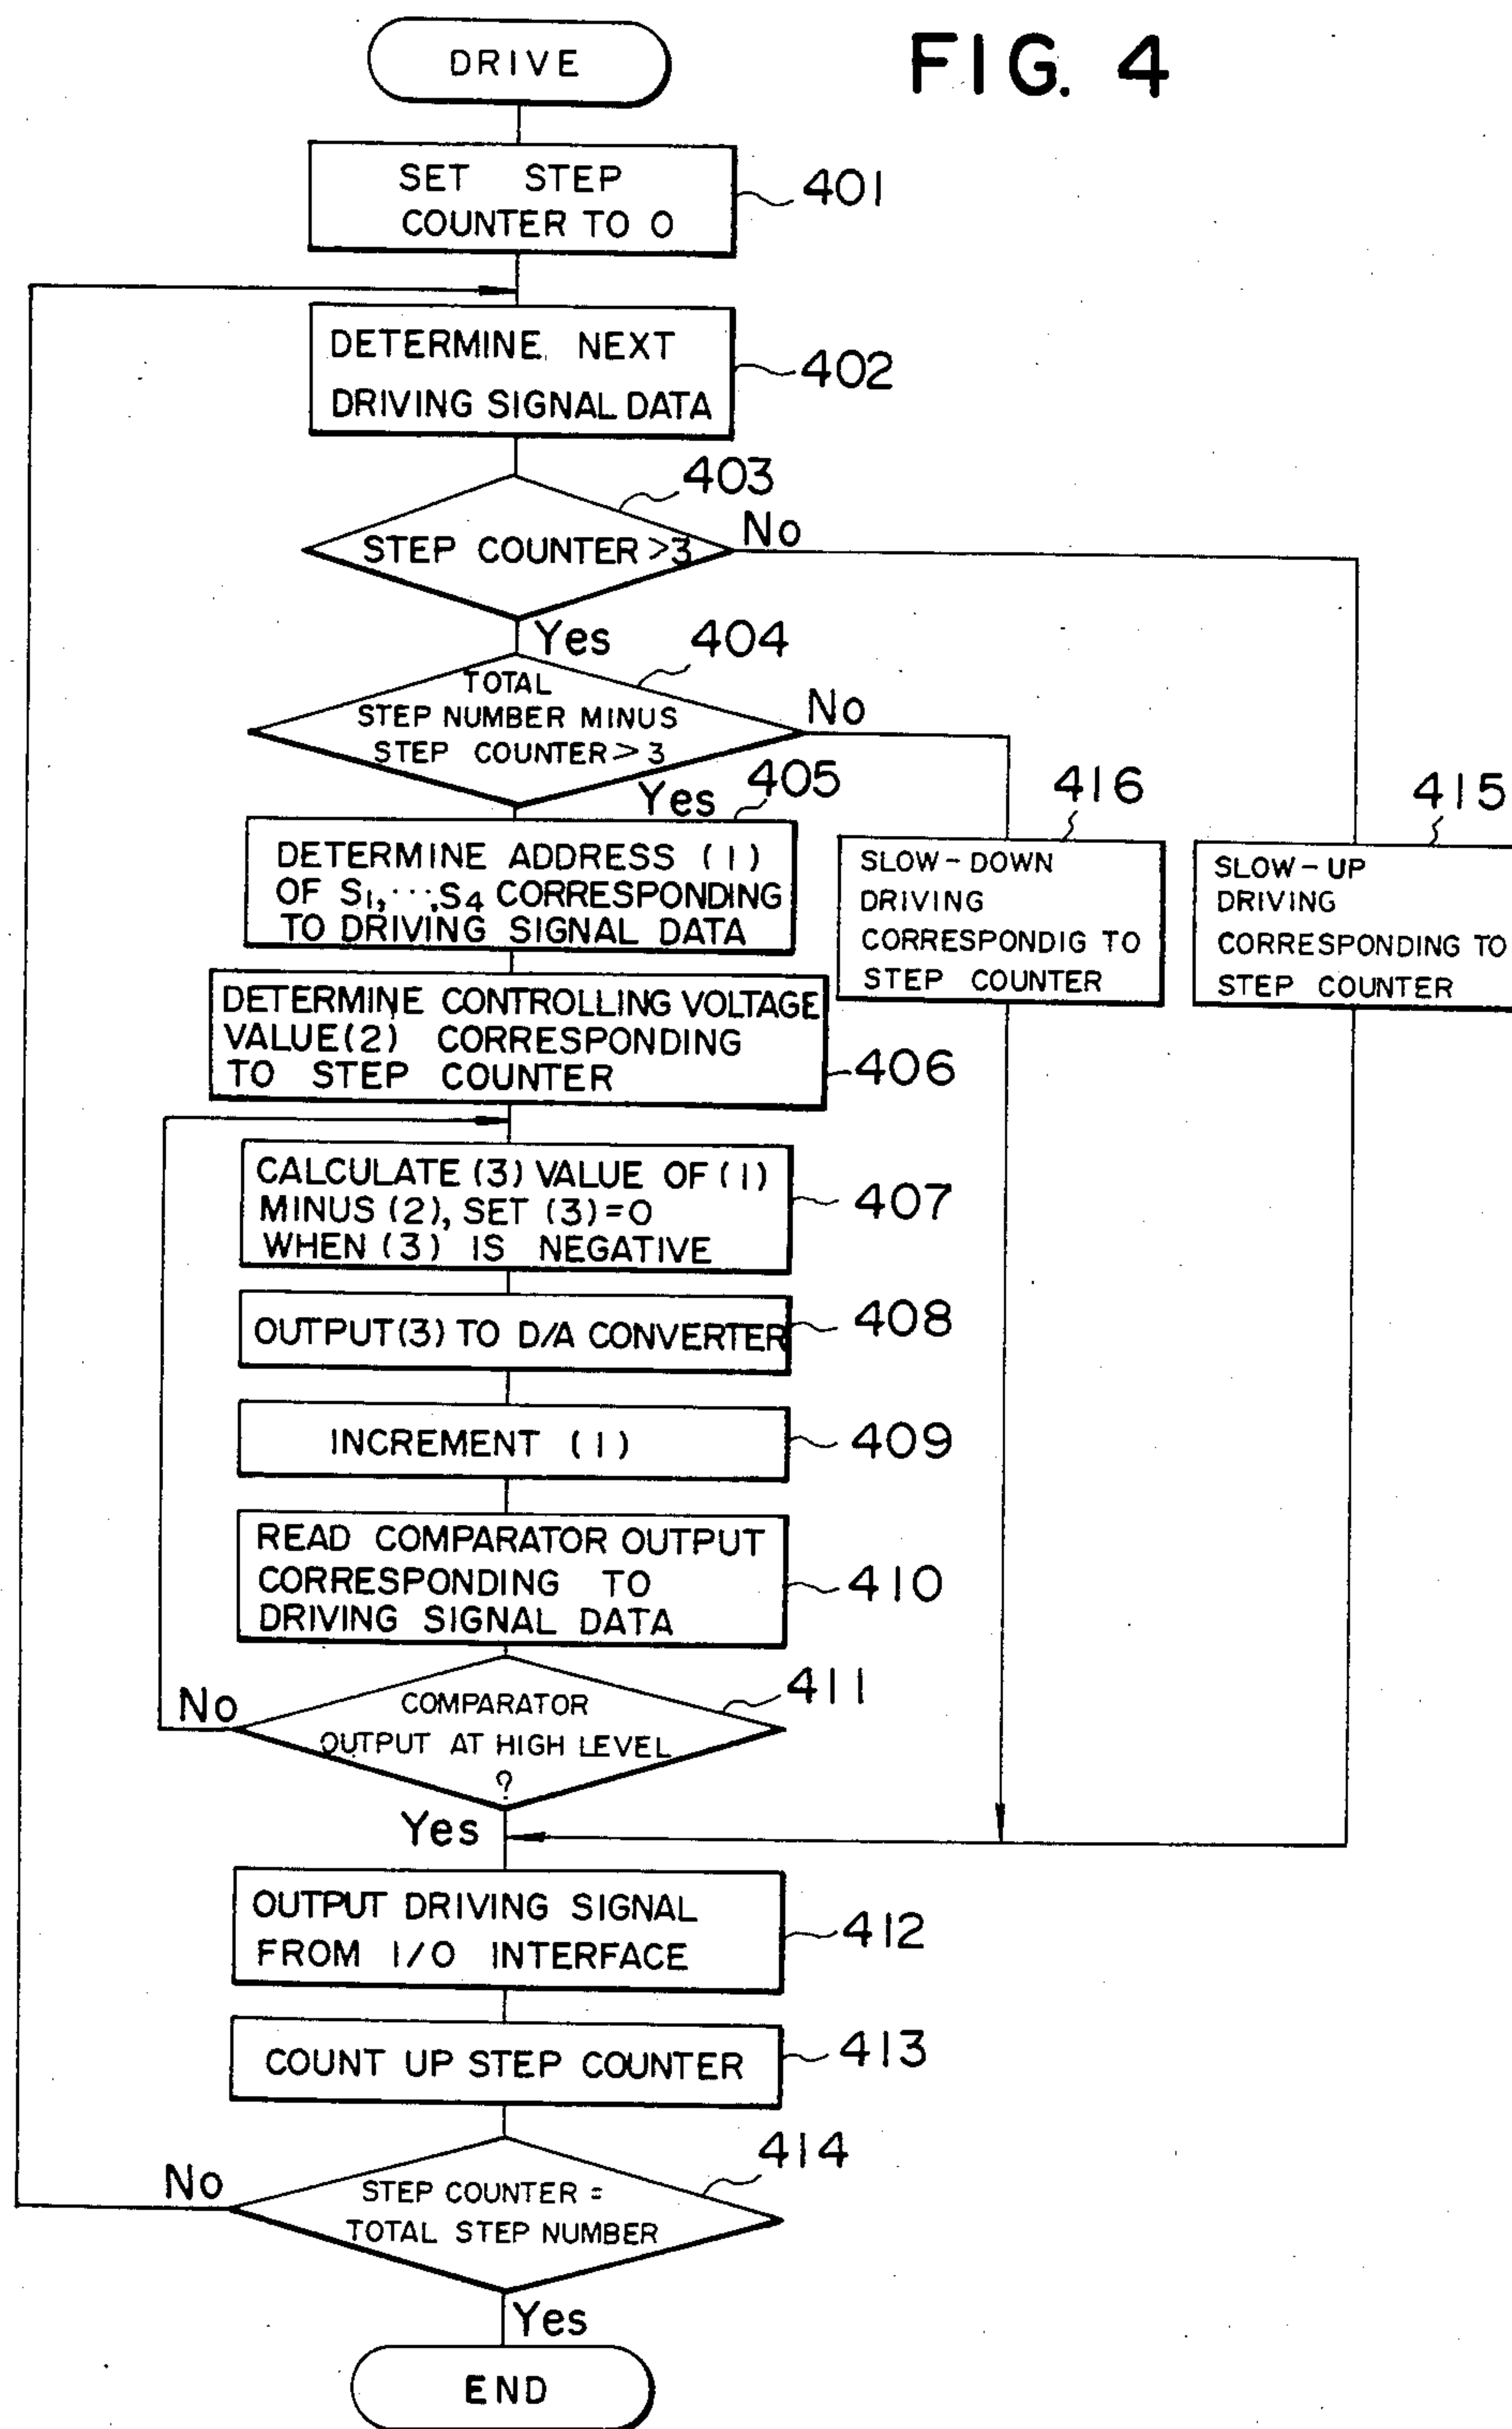 FIG. 4
DRIVE
SET STEP
COUNTER TO 0
401
DETERMINE NEXT
DRIVING SIGNAL DATA
402
403
STEP COUNTER >3
No
Yes
404
TOTAL
STEP NUMBER MINUS
STEP COUNTER > 3
No
Yes
405
DETERMINE ADDRESS (1)
OF S1, ···, S4 CORRESPONDING
TO DRIVING SIGNAL DATA
416
SLOW-DOWN
DRIVING
CORRESPONDIG TO
STEP COUNTER
415
SLOW-UP
DRIVING
CORRESPONDING TO
STEP COUNTER
DETERMINE CONTROLLING VOLTAGE
VALUE(2) CORRESPONDING
TO STEP COUNTER
406
CALCULATE (3) VALUE OF (1)
MINUS (2), SET (3)=0
WHEN (3) IS NEGATIVE
407
OUTPUT(3) TO D/A CONVERTER
408
INCREMENT (1)
409
READ COMPARATOR OUTPUT
CORRESPONDING TO
DRIVING SIGNAL DATA
410
411
No
COMPARATOR
OUTPUT AT HIGH LEVEL
?
Yes
OUTPUT DRIVING SIGNAL
FROM I/O INTERFACE
412
COUNT UP STEP COUNTER
413
414
No
STEP COUNTER =
TOTAL STEP NUMBER
Yes
END